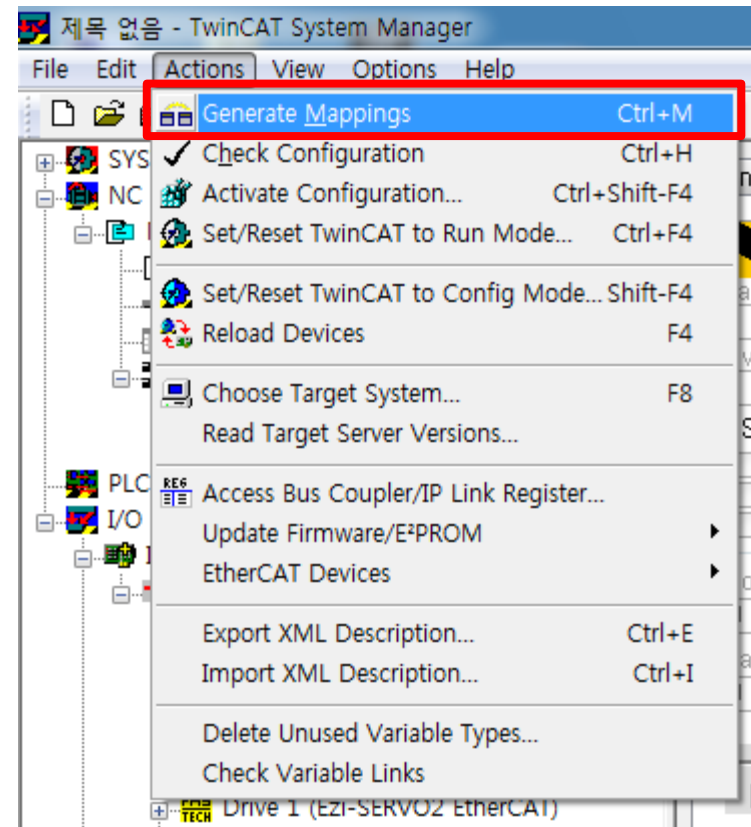 제목 없음 - TwinCAT System Manager
File Edit Actions View Options Help
Generate Mappings Ctrl+M
SYS
Check Configuration Ctrl+H
NC
Activate Configuration... Ctrl+Shift-F4
Set/Reset TwinCAT to Run Mode... Ctrl+F4
Set/Reset TwinCAT to Config Mode... Shift-F4
Reload Devices F4
Choose Target System... F8
Read Target Server Versions...
PLC
Access Bus Coupler/IP Link Register...
I/O
Update Firmware/E²PROM
EtherCAT Devices
Export XML Description... Ctrl+E
Import XML Description... Ctrl+I
Delete Unused Variable Types...
Check Variable Links
Drive 1 (Ezi-SERVO2 EtherCAT)